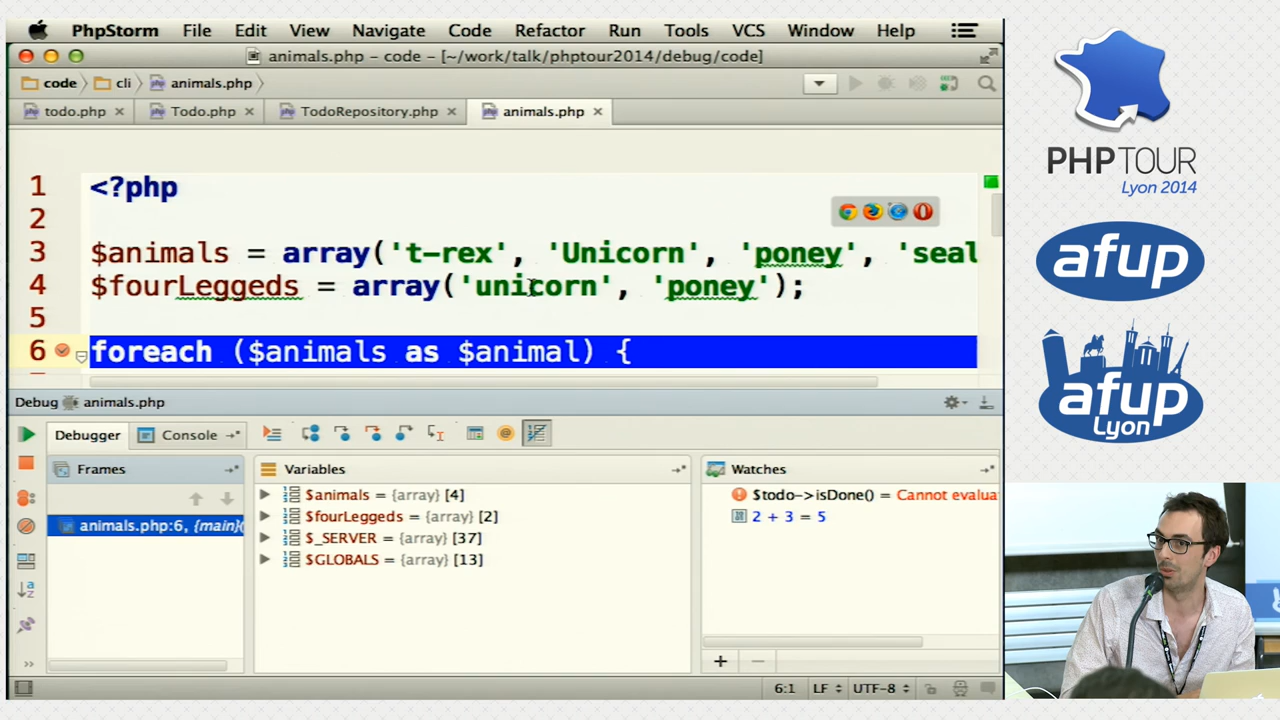 PhpStorm File Edit View Navigate Code Refactor Run Tools VCS Window Help
animals.php – code – [~/work/talk/phptour2014/debug/code]
code cli animals.php
todo.php Todo.php TodoRepository.php animals.php
1 <?php
2
3 $animals = array('t-rex', 'Unicorn', 'poney', 'seal
4 $fourLeggeds = array('unicorn', 'poney');
5
6 foreach ($animals as $animal) {
Debug animals.php
Debugger Console
Frames
animals.php:6, {main}(
Variables
$animals = {array} [4]
$fourLeggeds = {array} [2]
$_SERVER = {array} [37]
$GLOBALS = {array} [13]
Watches
$todo->isDone() = Cannot evalua
2 + 3 = 5
6:1 LF UTF-8
PHP TOUR
Lyon 2014
afup
afup
Lyon